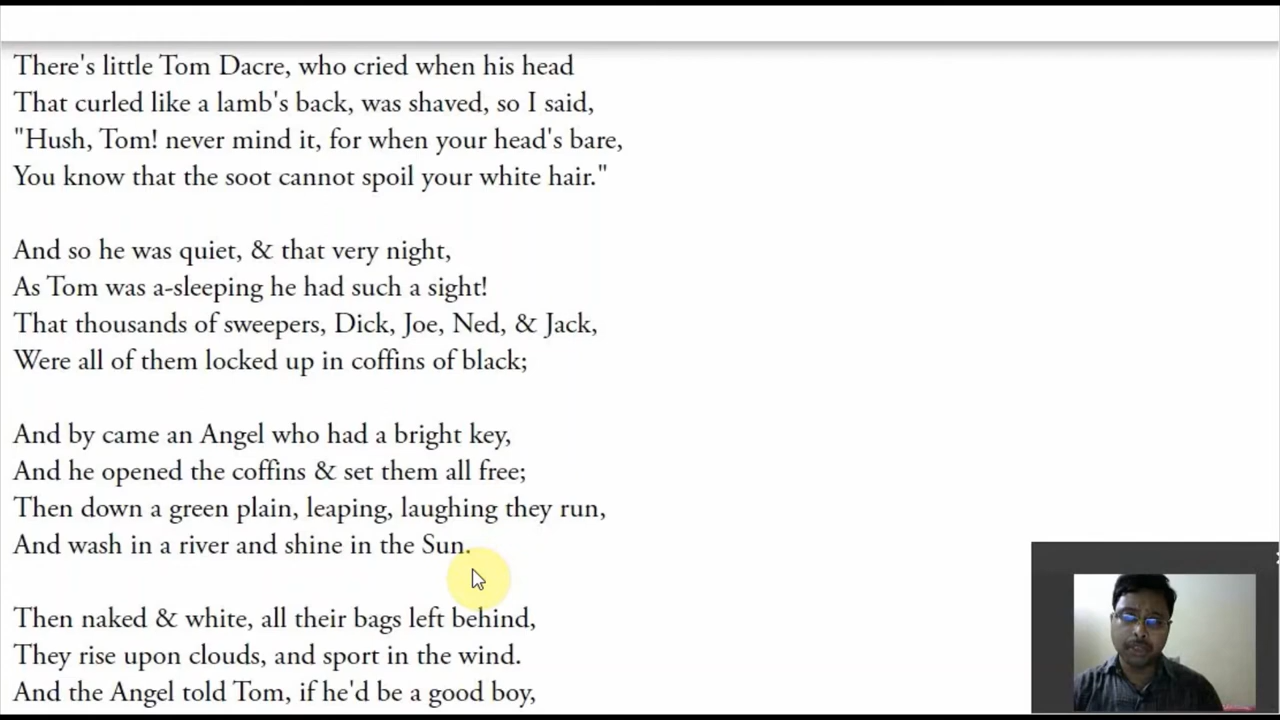 There's little Tom Dacre, who cried when his head
That curled like a lamb's back, was shaved, so I said,
"Hush, Tom! never mind it, for when your head's bare,
You know that the soot cannot spoil your white hair."
And so he was quiet, & that very night,
As Tom was a-sleeping he had such a sight!
That thousands of sweepers, Dick, Joe, Ned, & Jack,
Were all of them locked up in coffins of black;
And by came an Angel who had a bright key,
And he opened the coffins & set them all free;
Then down a green plain, leaping, laughing they run,
And wash in a river and shine in the Sun.
Then naked & white, all their bags left behind,
They rise upon clouds, and sport in the wind.
And the Angel told Tom, if he'd be a good boy,